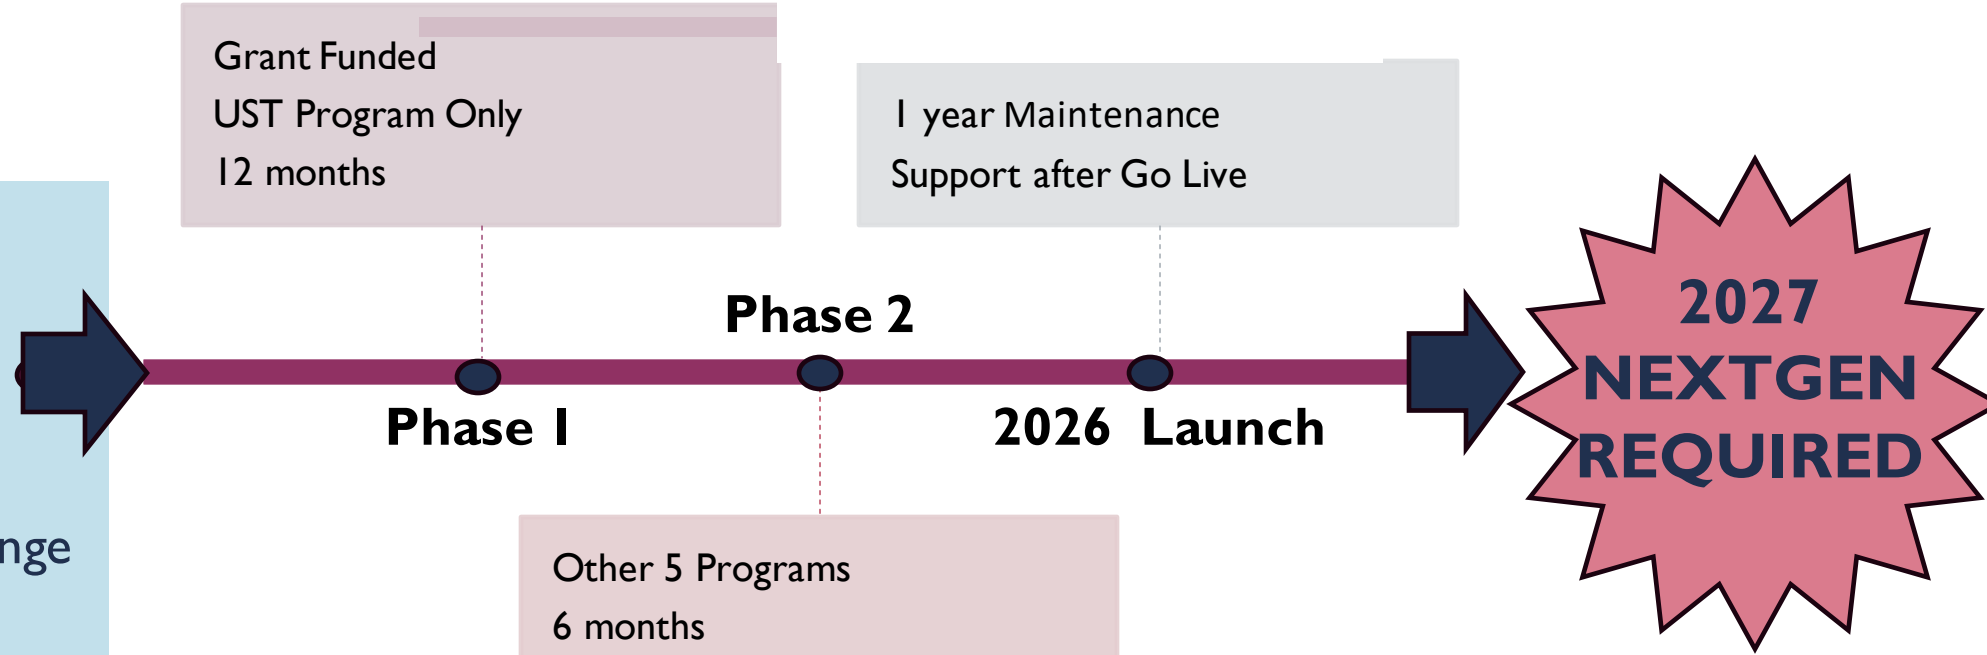 Grant Funded
UST Program Only
12 months
1 year Maintenance
Support after Go Live
Phase 2
Phase 1
2026 Launch
2027
NEXTGEN
REQUIRED
nge
Other 5 Programs
6 months